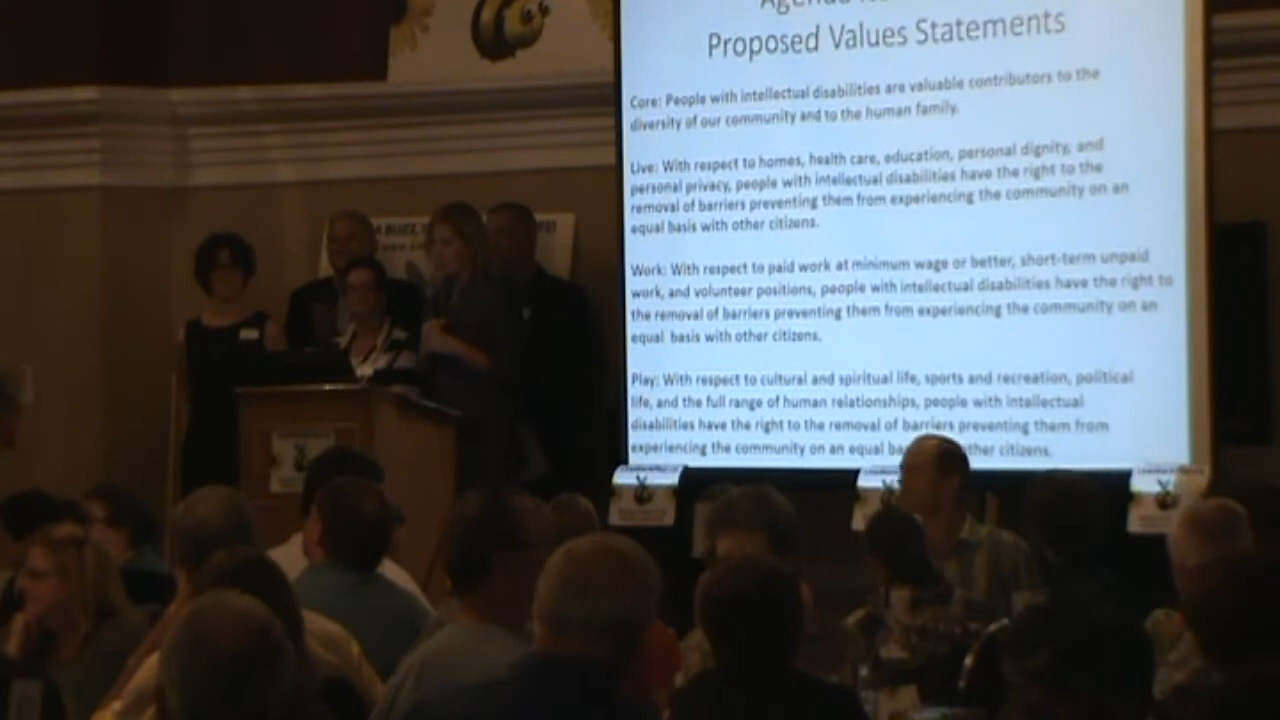 Agenda
Proposed Values Statements
Core: People with intellectual disabilities are valuable contributors to the
diversity of our community and to the human family.
Live: With respect to homes, health care, education, personal dignity, and
personal privacy, people with intellectual disabilities have the right to the
removal of barriers preventing them from experiencing the community on an
equal basis with other citizens.
Work: With respect to paid work at minimum wage or better, short-term unpaid
work, and volunteer positions, people with intellectual disabilities have the right to
the removal of barriers preventing them from experiencing the community on an
equal basis with other citizens.
Play: With respect to cultural and spiritual life, sports and recreation, political
life, and the full range of human relationships, people with intellectual
disabilities have the right to the removal of barriers preventing them from
experiencing the community on an equal ba other citizens.
A BUZZ,